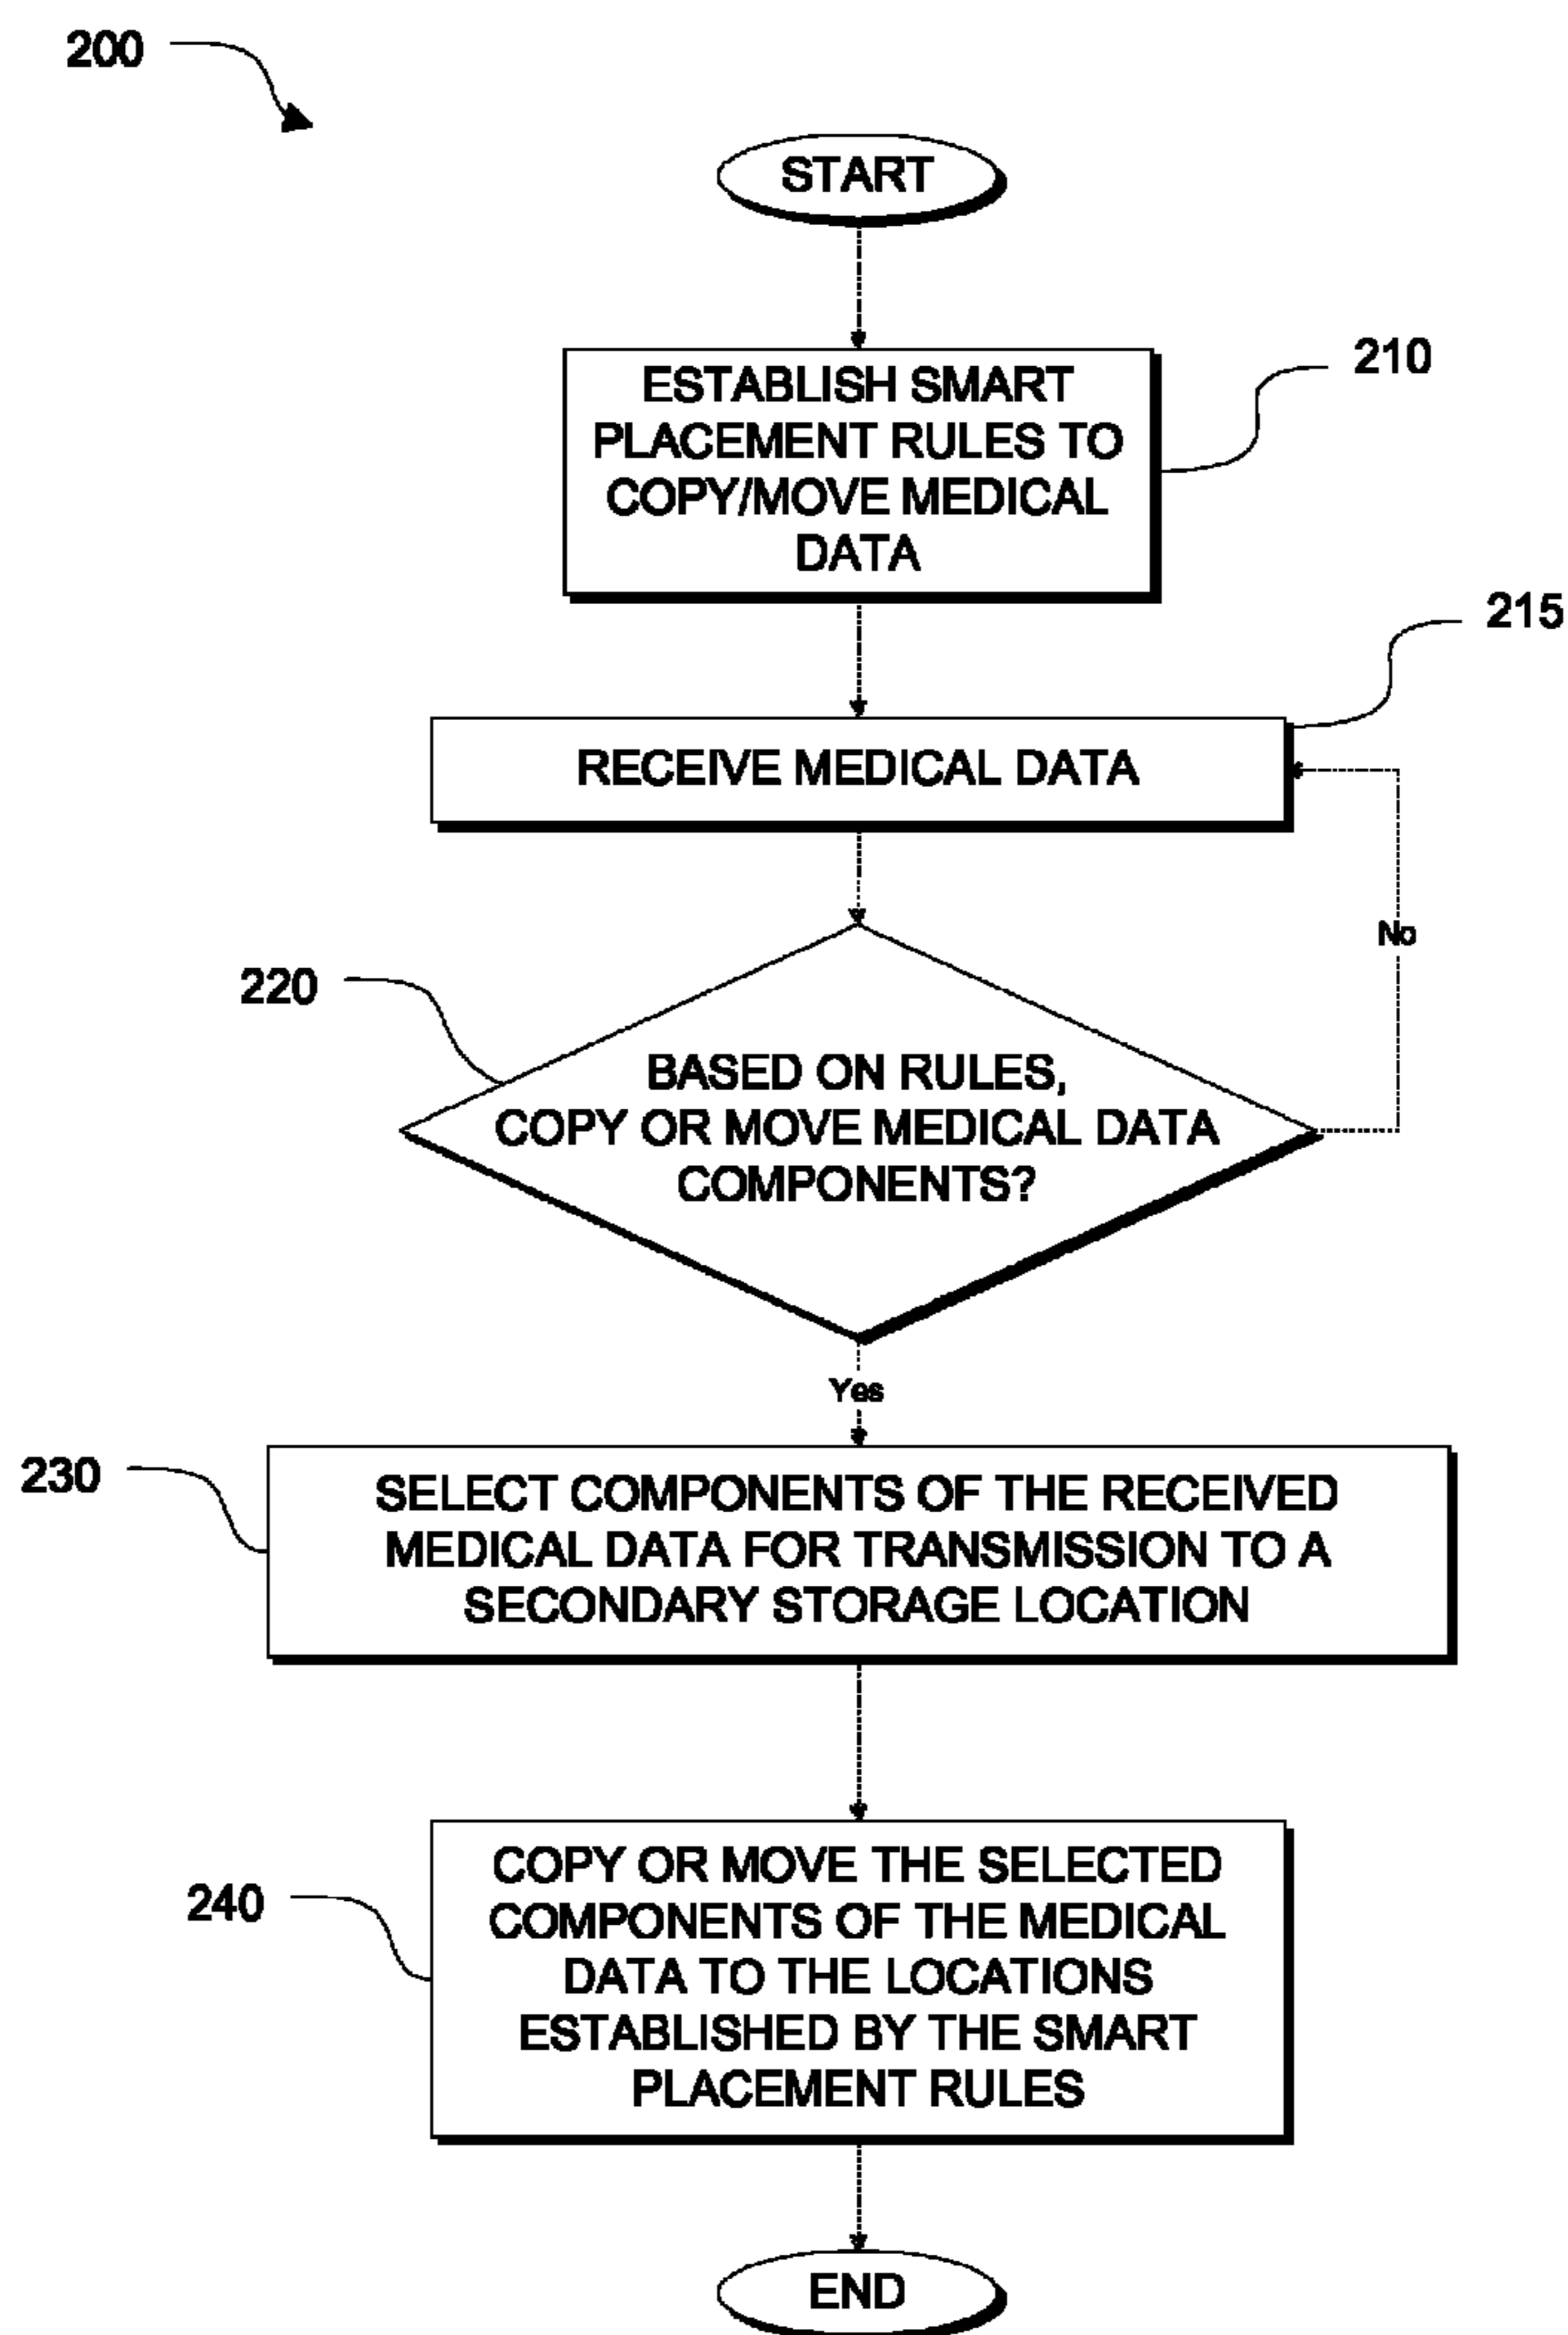 200
START
ESTABLISH SMART
PLACEMENT RULES TO
COPY/MOVE MEDICAL
DATA
210
215
RECEIVE MEDICAL DATA
No
220
BASED ON RULES,
COPY OR MOVE MEDICAL DATA
COMPONENTS?
Yes
230
SELECT COMPONENTS OF THE RECEIVED
MEDICAL DATA FOR TRANSMISSION TO A
SECONDARY STORAGE LOCATION
240
COPY OR MOVE THE SELECTED
COMPONENTS OF THE MEDICAL
DATA TO THE LOCATIONS
ESTABLISHED BY THE SMART
PLACEMENT RULES
END